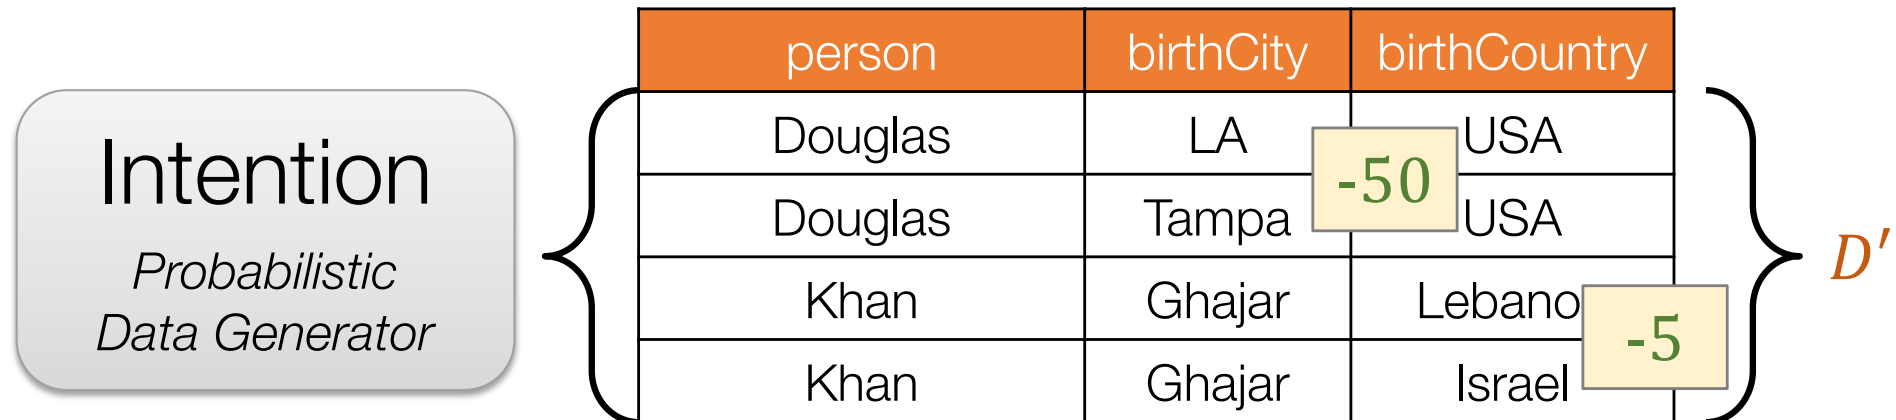 Intention
Probabilistic
Data Generator
person birthCity birthCountry
Douglas LA USA
-50
Douglas Tampa USA
Khan Ghajar Lebano
-5
Khan Ghajar Israel
D'